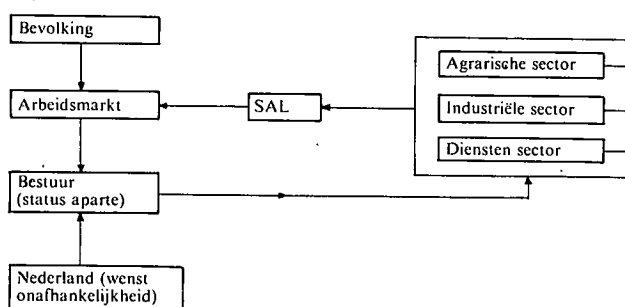 Bevolking
Agrarische sector
Arbeidsmarkt
SAL
Industriële sector
Diensten sector
Bestuur
(status aparte)
Nederland (wenst
onafhankelijkheid)